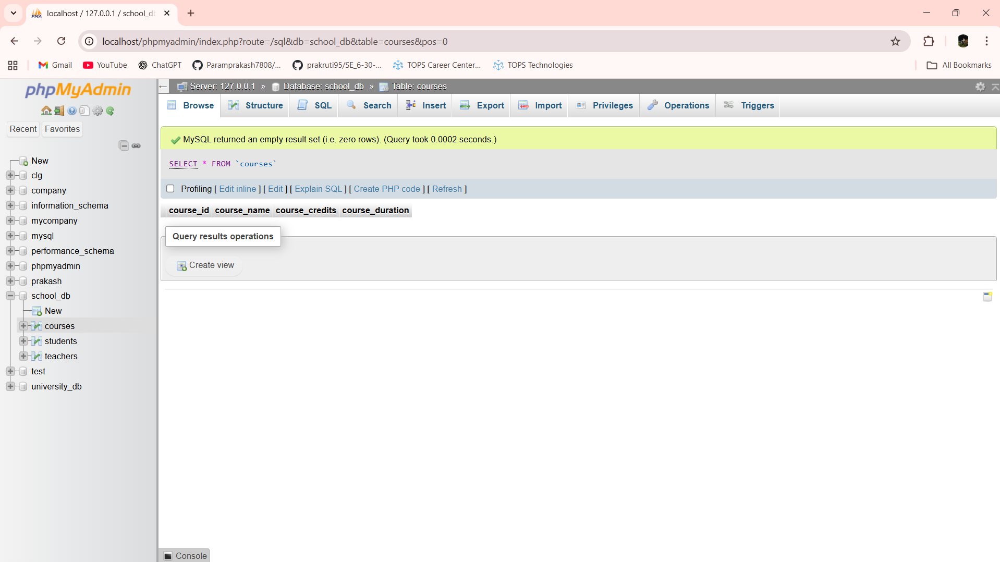 localhost / 127.0.0.1 / school_db
localhost/phpmyadmin/index.php?route=/sql&db=school_db&table=courses&pos=0
Gmail YouTube ChatGPT Paramprakash7808/... prakruti95/SE_6-30-... TOPS Career Center... TOPS Technologies All Bookmarks
phpMyAdmin
Recent Favorites
New
clg
company
information_schema
mycompany
mysql
performance_schema
phpmyadmin
prakash
school_db
New
courses
students
teachers
test
university_db
Server: 127.0.0.1 » Database: school_db » Table: courses
Browse Structure SQL Search Insert Export Import Privileges Operations Triggers
MySQL returned an empty result set (i.e. zero rows). (Query took 0.0002 seconds.)
SELECT * FROM `courses`
Profiling [ Edit inline ] [ Edit ] [ Explain SQL ] [ Create PHP code ] [ Refresh ]
course_id course_name course_credits course_duration
Query results operations
Create view
Console